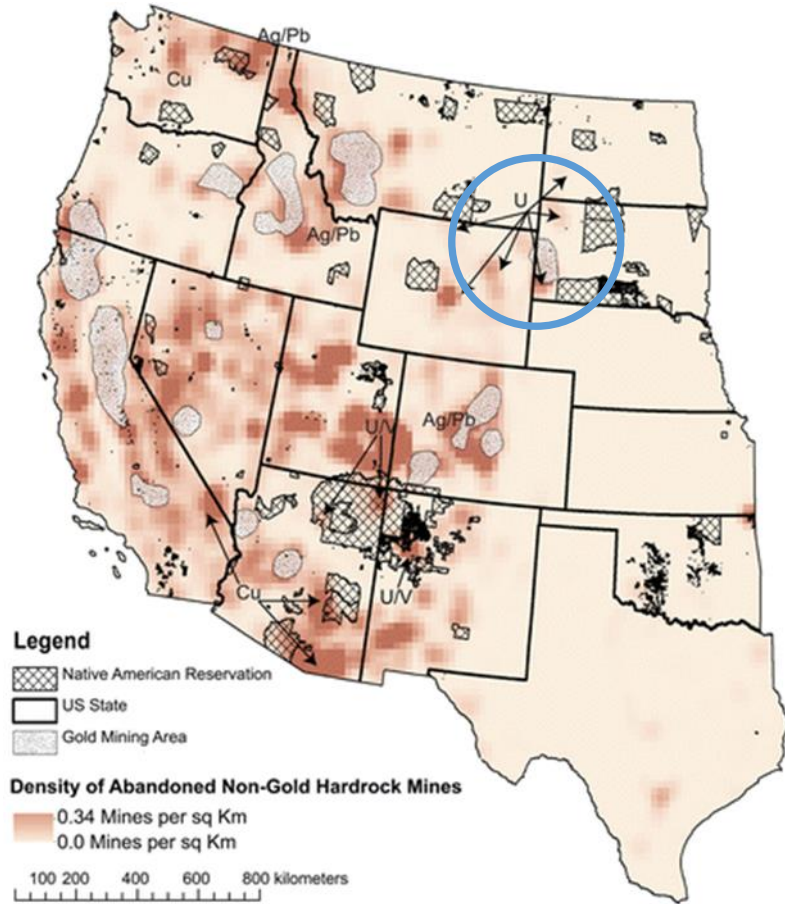 Ag/Pb
Cu
U
Ag/Pb
Ag/Pb
U/V
Cu
U/V
Legend
Native American Reservation
US State
Gold Mining Area
Density of Abandoned Non-Gold Hardrock Mines
0.34 Mines per sq Km
0.0 Mines per sq Km
100 200 400 800 kilometers